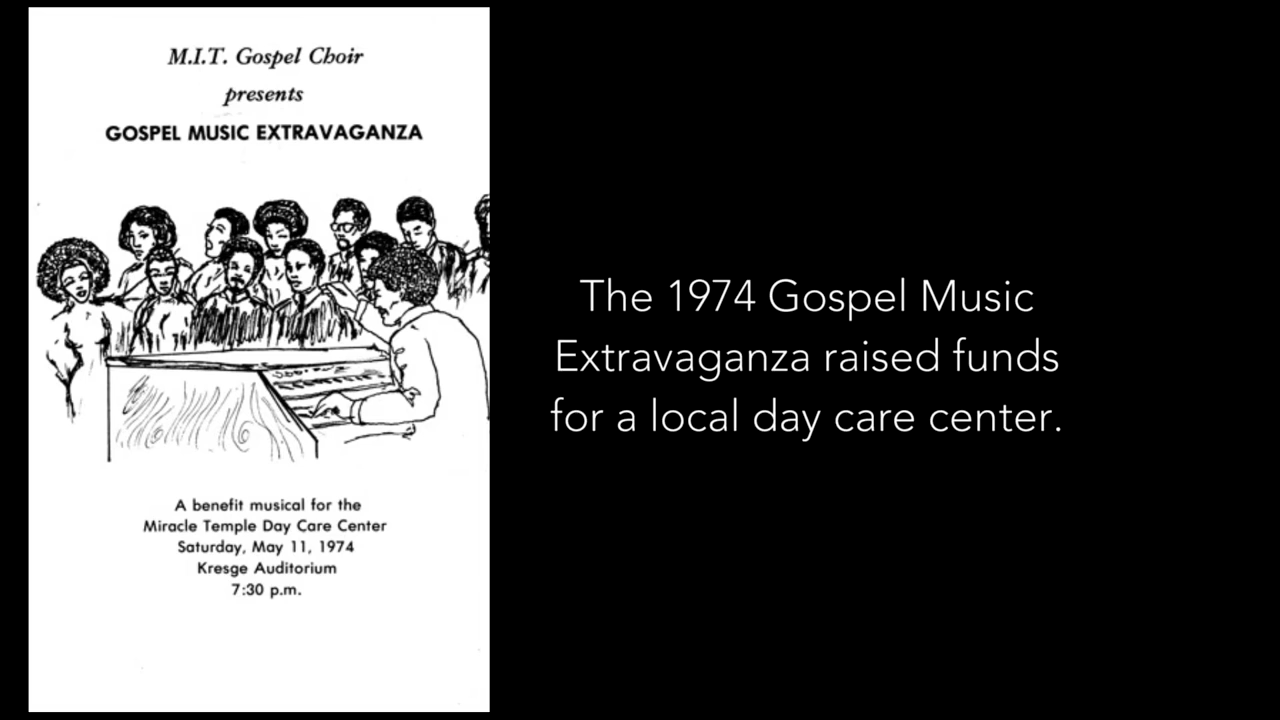 M.I.T. Gospel Choir
presents
GOSPEL MUSIC EXTRAVAGANZA
A benefit musical for the
Miracle Temple Day Care Center
Saturday, May 11, 1974
Kresge Auditorium
7:30 p.m.
The 1974 Gospel Music
Extravaganza raised funds
for a local day care center.